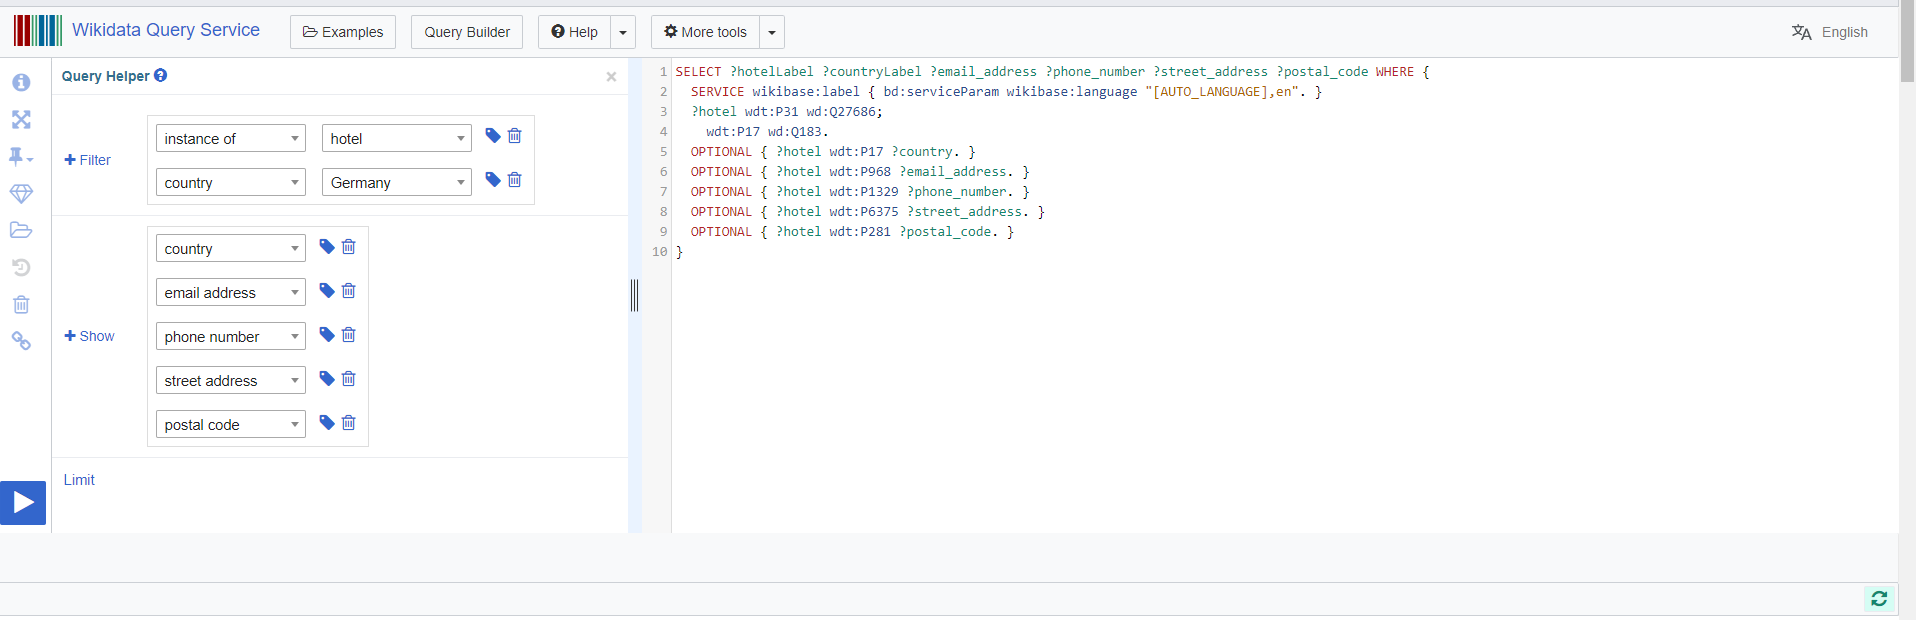 Wikidata Query Service
Examples
Query Builder
Help
More tools
English
Query Helper
Filter
instance of
hotel
country
Germany
Show
country
email address
phone number
street address
postal code
Limit
1 SELECT ?hotelLabel ?countryLabel ?email_address ?phone_number ?street_address ?postal_code WHERE {
2   SERVICE wikibase:label { bd:serviceParam wikibase:language "[AUTO_LANGUAGE],en". }
3   ?hotel wdt:P31 wd:Q27686;
4     wdt:P17 wd:Q183.
5   OPTIONAL { ?hotel wdt:P17 ?country. }
6   OPTIONAL { ?hotel wdt:P968 ?email_address. }
7   OPTIONAL { ?hotel wdt:P1329 ?phone_number. }
8   OPTIONAL { ?hotel wdt:P6375 ?street_address. }
9   OPTIONAL { ?hotel wdt:P281 ?postal_code. }
10 }